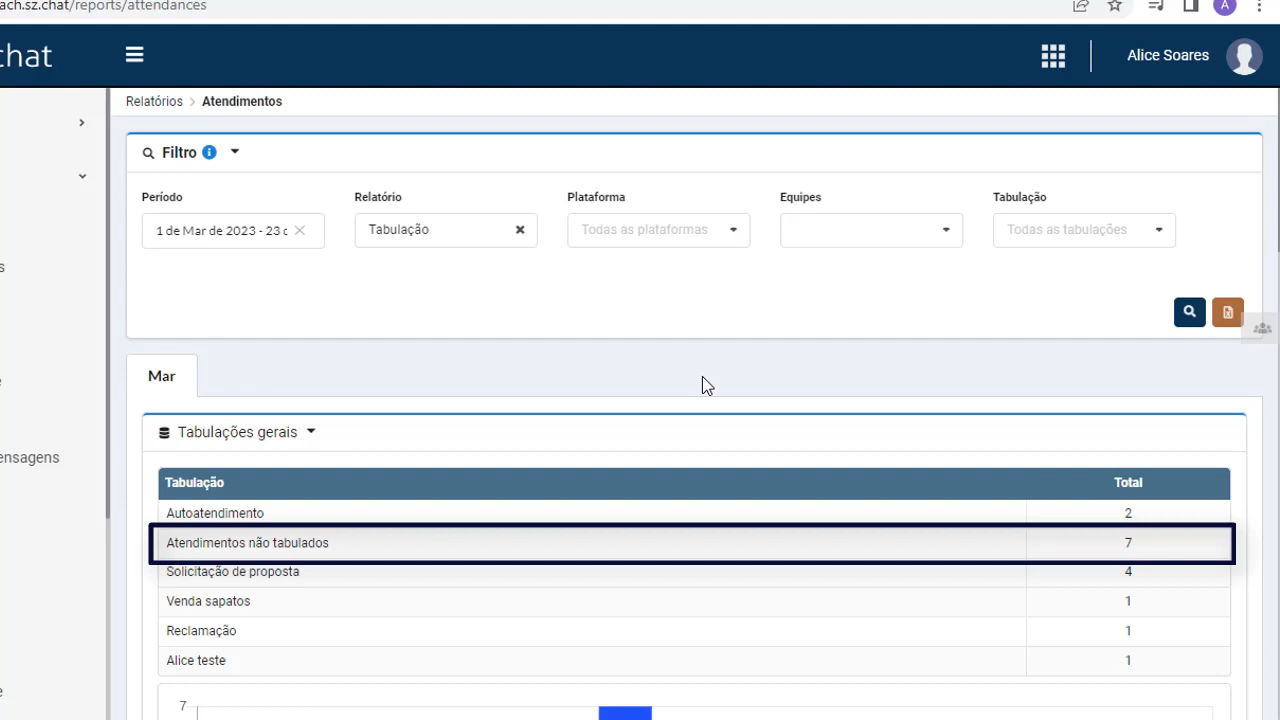 ach.sz.chat/reports/attendances
A
chat
Alice Soares
Relatórios > Atendimentos
Filtro
Período
Relatório
Plataforma
Equipes
Tabulação
1 de Mar de 2023 - 23 d
Tabulação
Todas as plataformas
Todas as tabulações
s
e
ensagens
e
Mar
Tabulações gerais
Tabulação Total
Autoatendimento 2
Atendimentos não tabulados 7
Solicitação de proposta 4
Venda sapatos 1
Reclamação 1
Alice teste 1
7